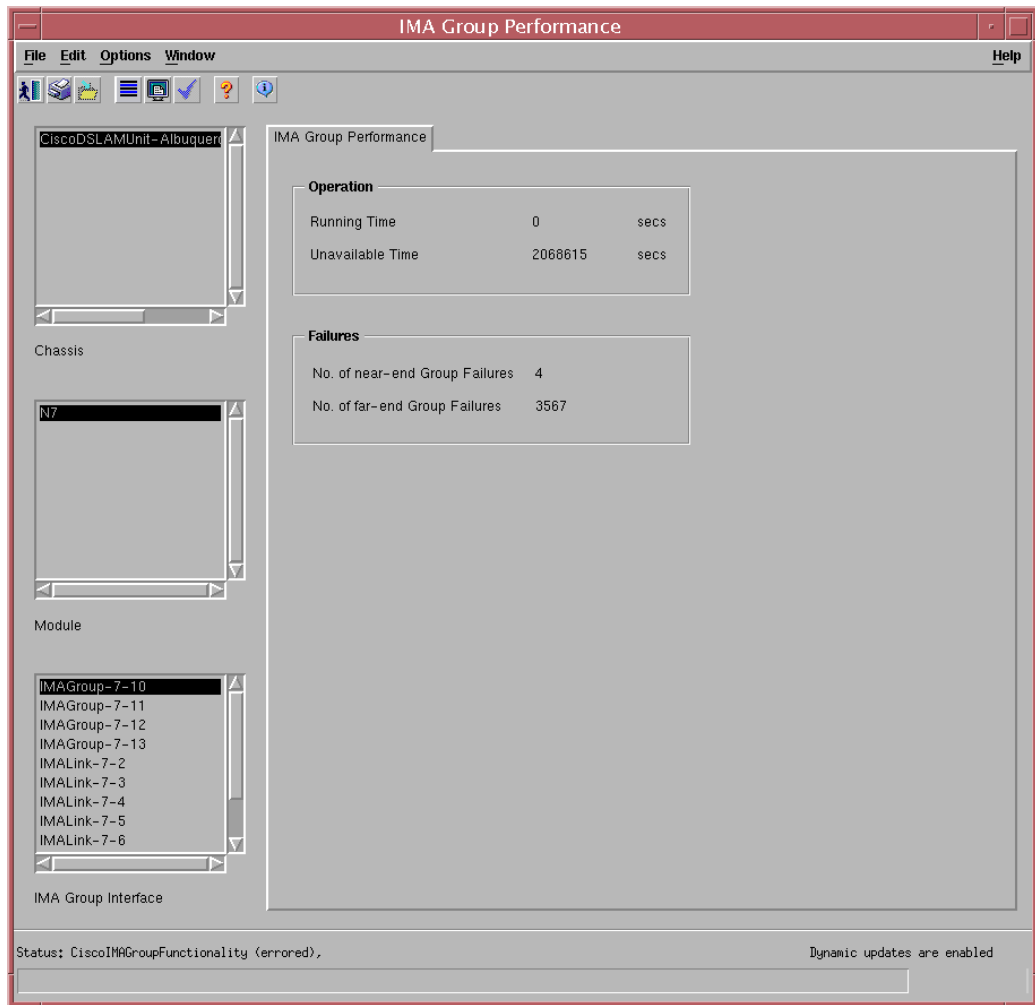 IMA Group Performance
File Edit Options Window Help
CiscoDSLAMUnit-Albuquerq
Chassis
N7
Module
IMAGroup-7-10
IMAGroup-7-11
IMAGroup-7-12
IMAGroup-7-13
IMALink-7-2
IMALink-7-3
IMALink-7-4
IMALink-7-5
IMALink-7-6
IMA Group Interface
IMA Group Performance
Operation
Running Time 0 secs
Unavailable Time 2068615 secs
Failures
No. of near-end Group Failures 4
No. of far-end Group Failures 3567
Status: CiscoIMAGroupFunctionality (errored),
Dynamic updates are enabled